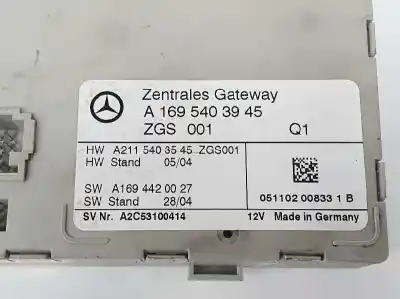 Zentrales Gateway
A 169 540 39 45
ZGS 001 Q1
HW A211 540 35 45 ZGS001
HW Stand 05/04
SW A169 442 00 27
SW Stand 28/04
051102 00833 1 B
SV Nr. A2C53100414 12V Made in Germany